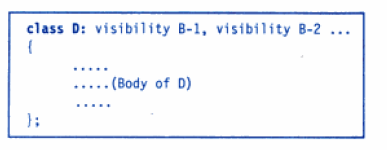 class D: visibility B-1, visibility B-2 ...
{
.....
.....(Body of D)
.....
};